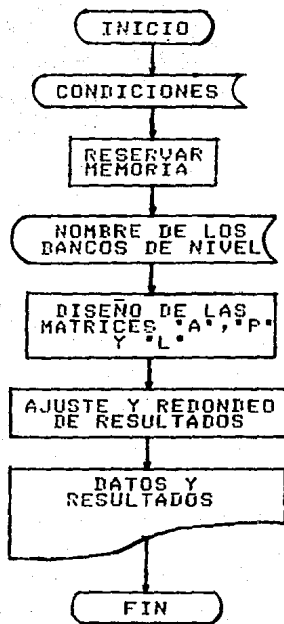 INICIO
CONDICIONES
RESERVAR
MEMORIA
NOMBRE DE LOS
BANCOS DE NIVEL
DISEÑO DE LAS
MATRICES "A","P"
Y "L"
AJUSTE Y REDONDEO
DE RESULTADOS
DATOS Y
RESULTADOS
FIN